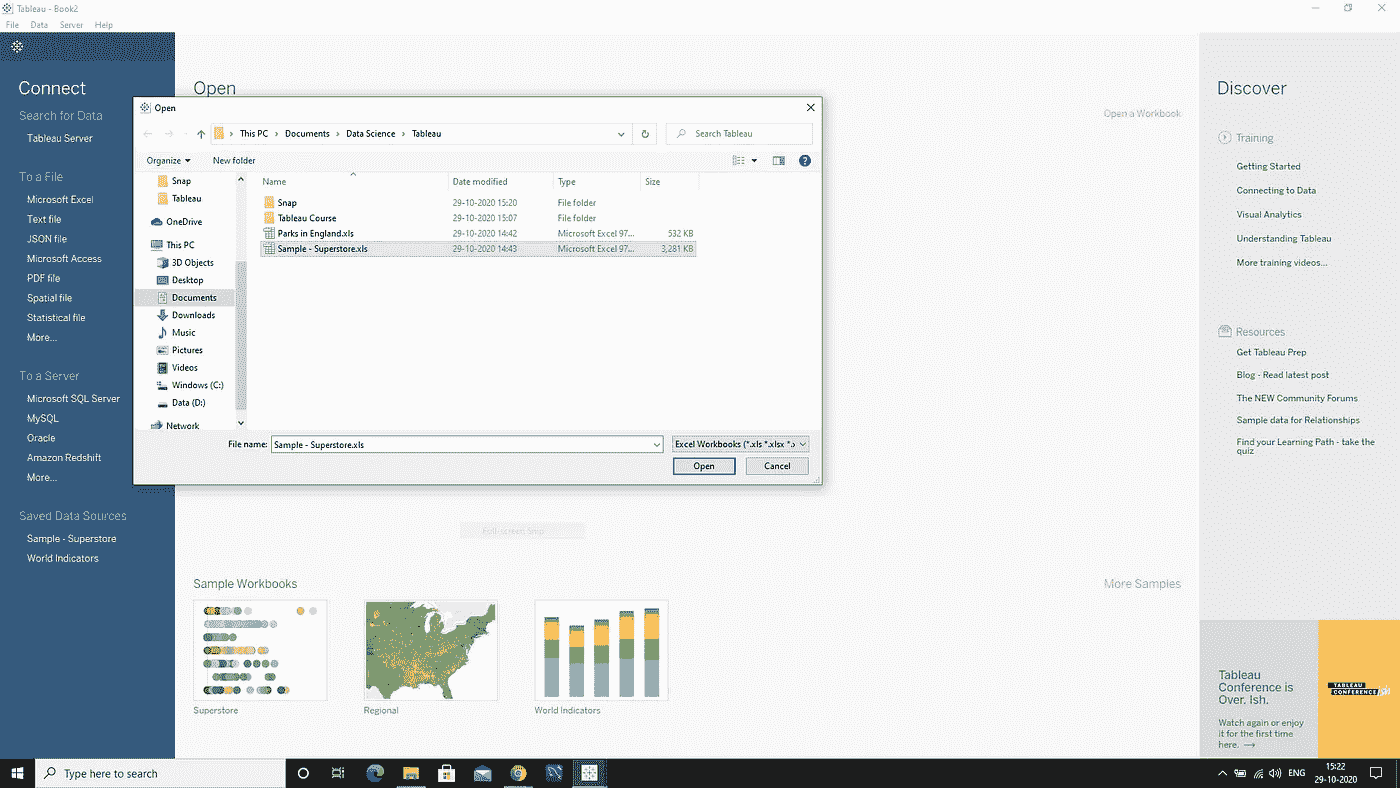 Tableau - Book2
File Data Server Help
Connect
Search for Data
Tableau Server
To a File
Microsoft Excel
Text file
JSON file
Microsoft Access
PDF file
Spatial file
Statistical file
More...
To a Server
Microsoft SQL Server
MySQL
Oracle
Amazon Redshift
More...
Saved Data Sources
Sample - Superstore
World Indicators
Open
Open a Workbook
Open
This PC > Documents > Data Science > Tableau
Search Tableau
Organize New folder
Snap
Tableau
OneDrive
This PC
3D Objects
Desktop
Documents
Downloads
Music
Pictures
Videos
Windows (C:)
Data (D:)
Network
Name Date modified Type Size
Snap 29-10-2020 15:20 File folder
Tableau Course 29-10-2020 15:07 File folder
Parks in England.xls 29-10-2020 14:42 Microsoft Excel 97... 532 KB
Sample - Superstore.xls 29-10-2020 14:43 Microsoft Excel 97... 3,281 KB
File name: Sample - Superstore.xls Excel Workbooks (*.xls *.xlsx *.x
Open Cancel
Full-screen Snip
Sample Workbooks
More Samples
Superstore
Regional
World Indicators
Discover
Training
Getting Started
Connecting to Data
Visual Analytics
Understanding Tableau
More training videos...
Resources
Get Tableau Prep
Blog - Read latest post
The NEW Community Forums
Sample data for Relationships
Find your Learning Path - take the
quiz
Tableau
Conference is
Over. Ish.
Watch again or enjoy
it for the first time
here. →
TABLEAU
CONFERENCE
Type here to search
ENG
15:22
29-10-2020